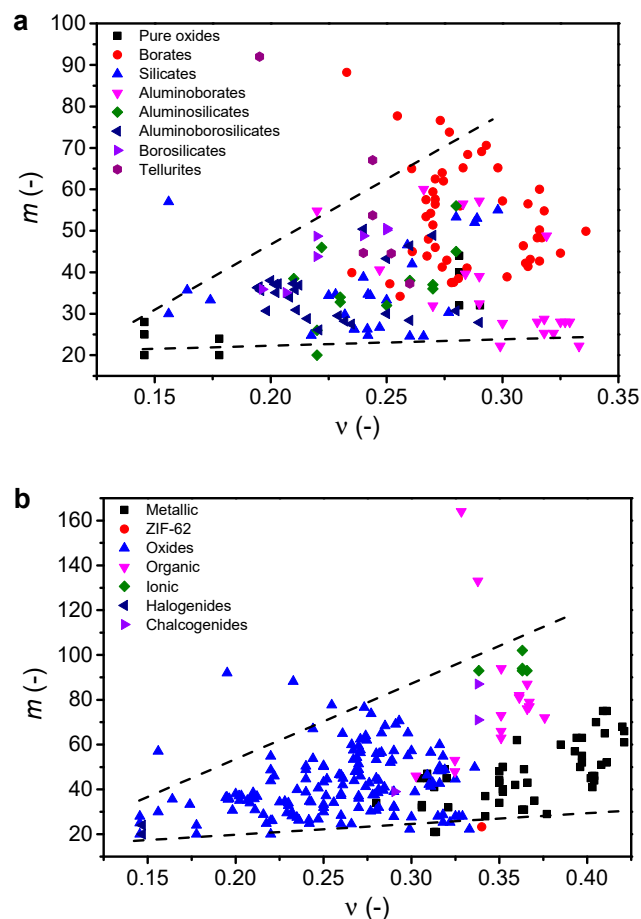 a
Pure oxides
Borates
Silicates
Aluminoborates
Aluminosilicates
Aluminoborosilicates
Borosilicates
Tellurites
100
90
80
70
60
50
40
30
20
10
m (-)
0.15 0.20 0.25 0.30 0.35
ν (-)
b
Metallic
ZIF-62
Oxides
Organic
Ionic
Halogenides
Chalcogenides
160
140
120
100
80
60
40
20
m (-)
0.15 0.20 0.25 0.30 0.35 0.40
ν (-)